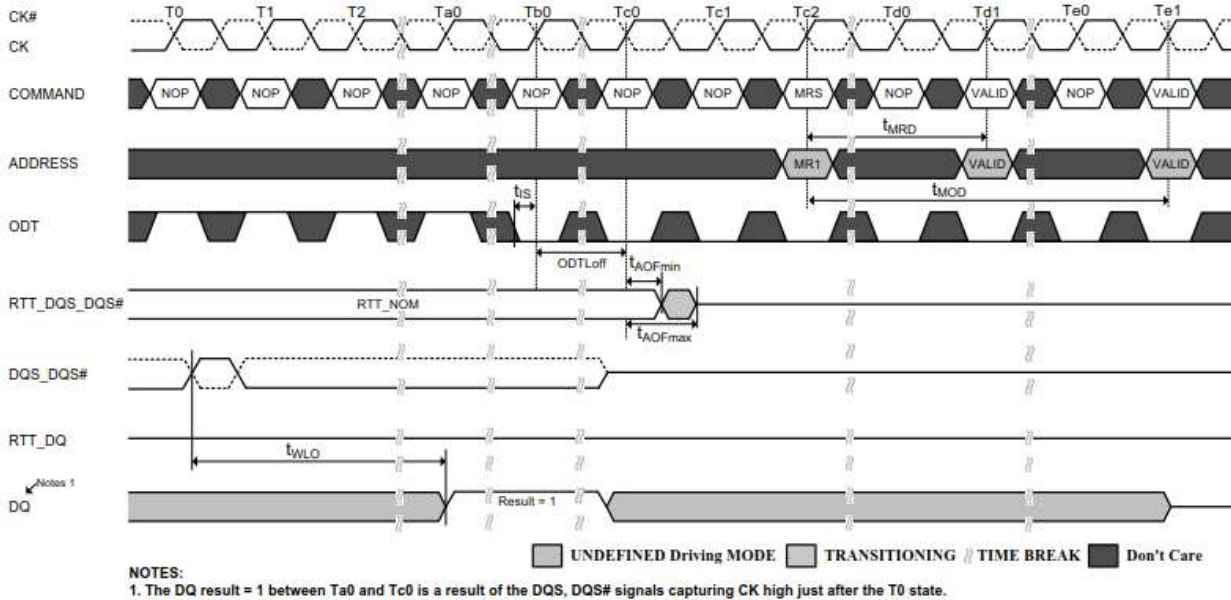 CK#
T0 T1 T2 Ta0 Tb0 Tc0 Tc1 Tc2 Td0 Td1 Te0 Te1
CK
COMMAND NOP NOP NOP NOP NOP NOP NOP MRS NOP VALID NOP VALID
tMRD
ADDRESS MR1 VALID VALID
tIS tMOD
ODT
ODTLoff tAOFmin
RTT_DQS_DQS# RTT_NOM
tAOFmax
DQS_DQS#
RTT_DQ
tWLO
Notes 1
DQ Result = 1
UNDEFINED Driving MODE TRANSITIONING TIME BREAK Don't Care
NOTES:
1. The DQ result = 1 between Ta0 and Tc0 is a result of the DQS, DQS# signals capturing CK high just after the T0 state.